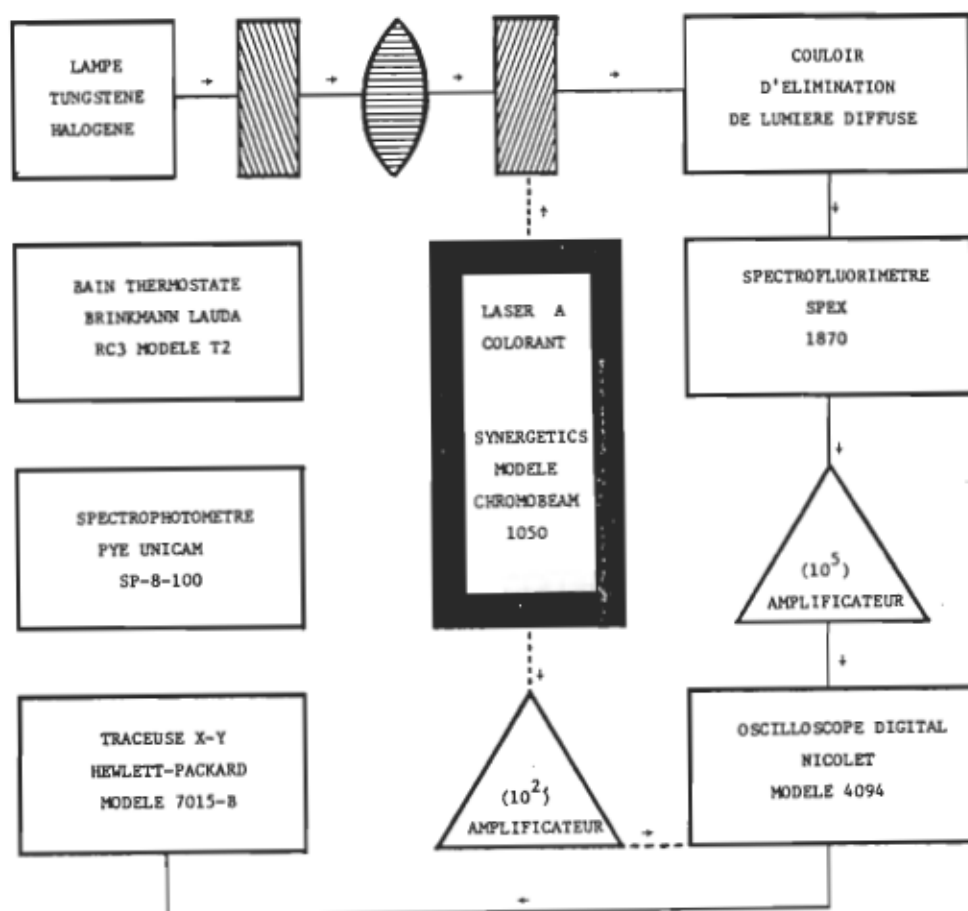 LAMPE
TUNGSTENE
HALOGENE
COULOIR
D'ELIMINATION
DE LUMIERE DIFFUSE
BAIN THERMOSTATE
BRINKMANN LAUDA
RC3 MODELE T2
LASER A
COLORANT
SYNERGETICS
MODELE
CHROMOBEAM
1050
SPECTROFLUORIMETRE
SPEX
1870
SPECTROPHOTOMETRE
PYE UNICAM
SP-8-100
(10⁵)
AMPLIFICATEUR
TRACEUSE X-Y
HEWLETT-PACKARD
MODELE 7015-B
(10²)
AMPLIFICATEUR
OSCILLOSCOPE DIGITAL
NICOLET
MODELE 4094